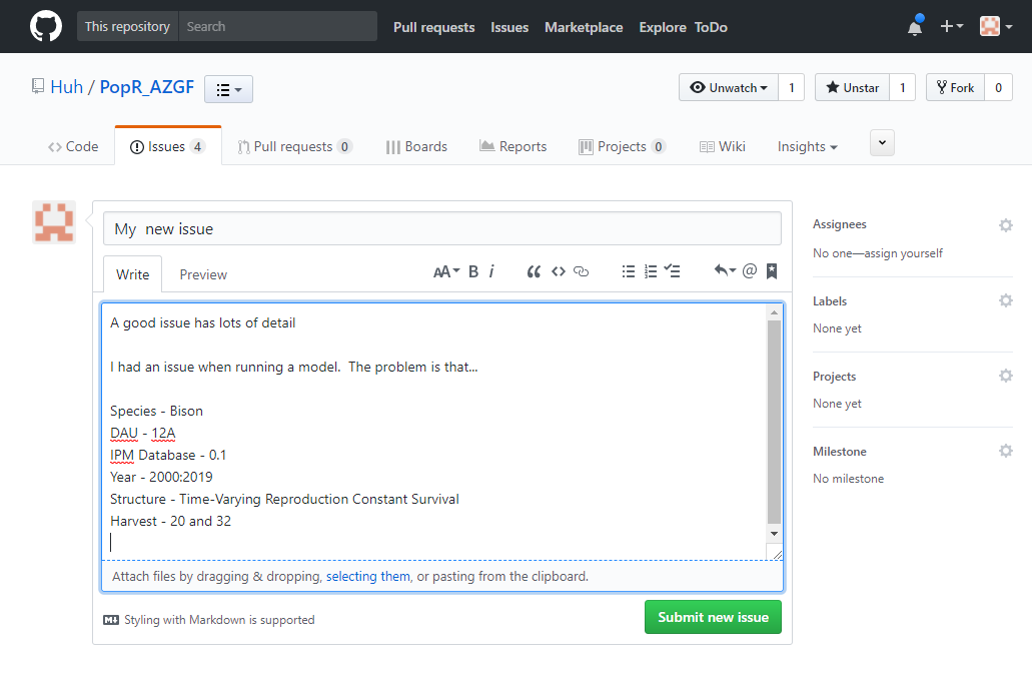 This repository Search Pull requests Issues Marketplace Explore ToDo
Huh / PopR_AZGF
Unwatch 1 Unstar 1 Fork 0
Code Issues 4 Pull requests 0 Boards Reports Projects 0 Wiki Insights
My  new issue
Write Preview AA B i
A good issue has lots of detail
I had an issue when running a model.  The problem is that...
Species - Bison
DAU - 12A
IPM Database - 0.1
Year - 2000:2019
Structure - Time-Varying Reproduction Constant Survival
Harvest - 20 and 32
Attach files by dragging & dropping, selecting them, or pasting from the clipboard.
Styling with Markdown is supported
Submit new issue
Assignees
No one—assign yourself
Labels
None yet
Projects
None yet
Milestone
No milestone